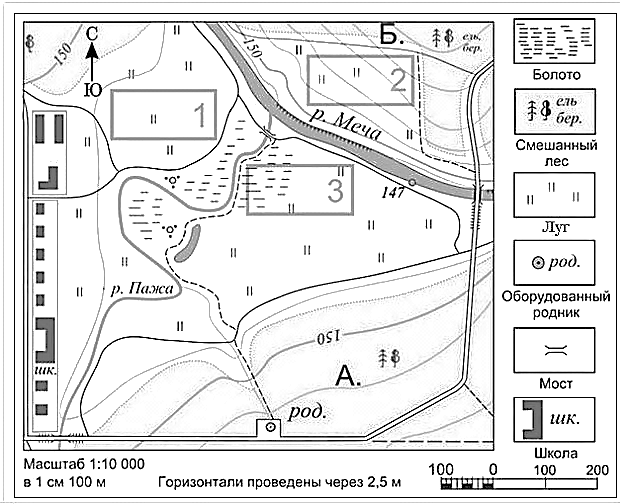 Б.
ель
бер.
150
150
С
Ю
1
2
р. Меча
3
147
р. Пажа
150
шк.
А.
род.
Масштаб 1:10 000
в 1 см 100 м
Горизонтали проведены через 2,5 м
100 0 100 200
Болото
ель
бер.
Смешанный
лес
Луг
род.
Оборудованный
родник
Мост
шк.
Школа